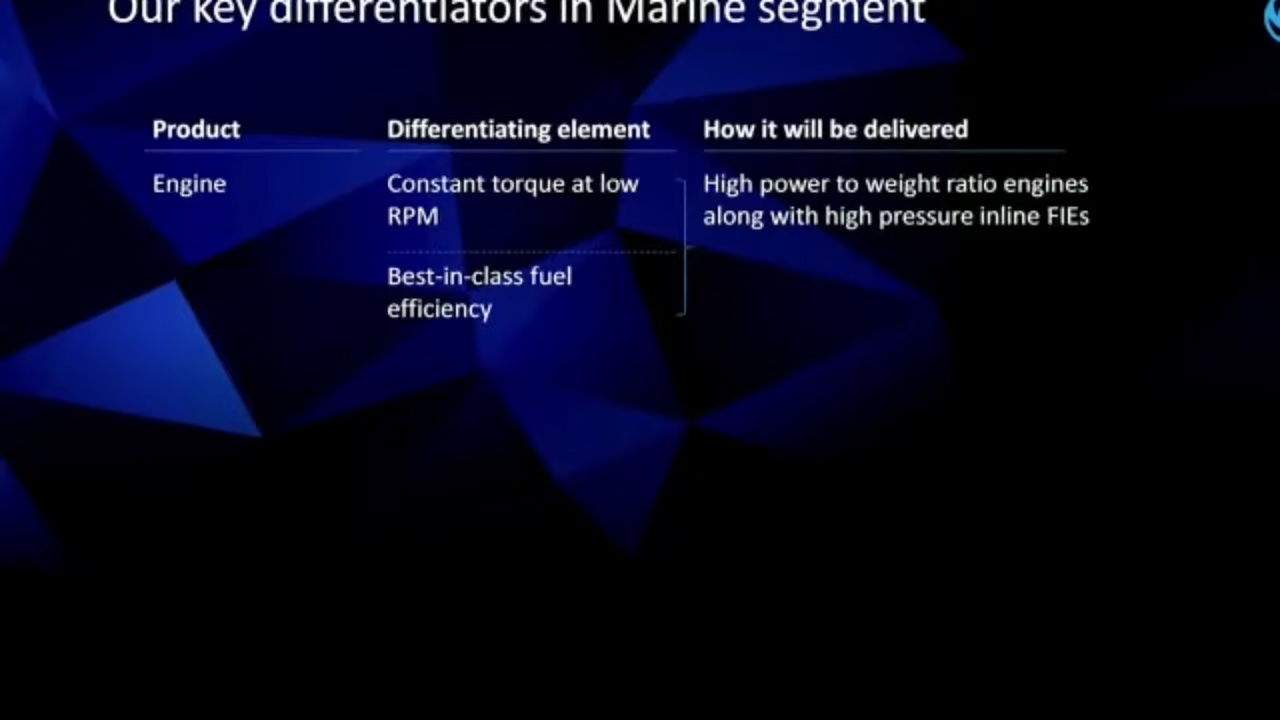 Our key differentiators in Marine segment
Product
Differentiating element
How it will be delivered
Engine
Constant torque at low
RPM
High power to weight ratio engines
along with high pressure inline FIEs
Best-in-class fuel
efficiency